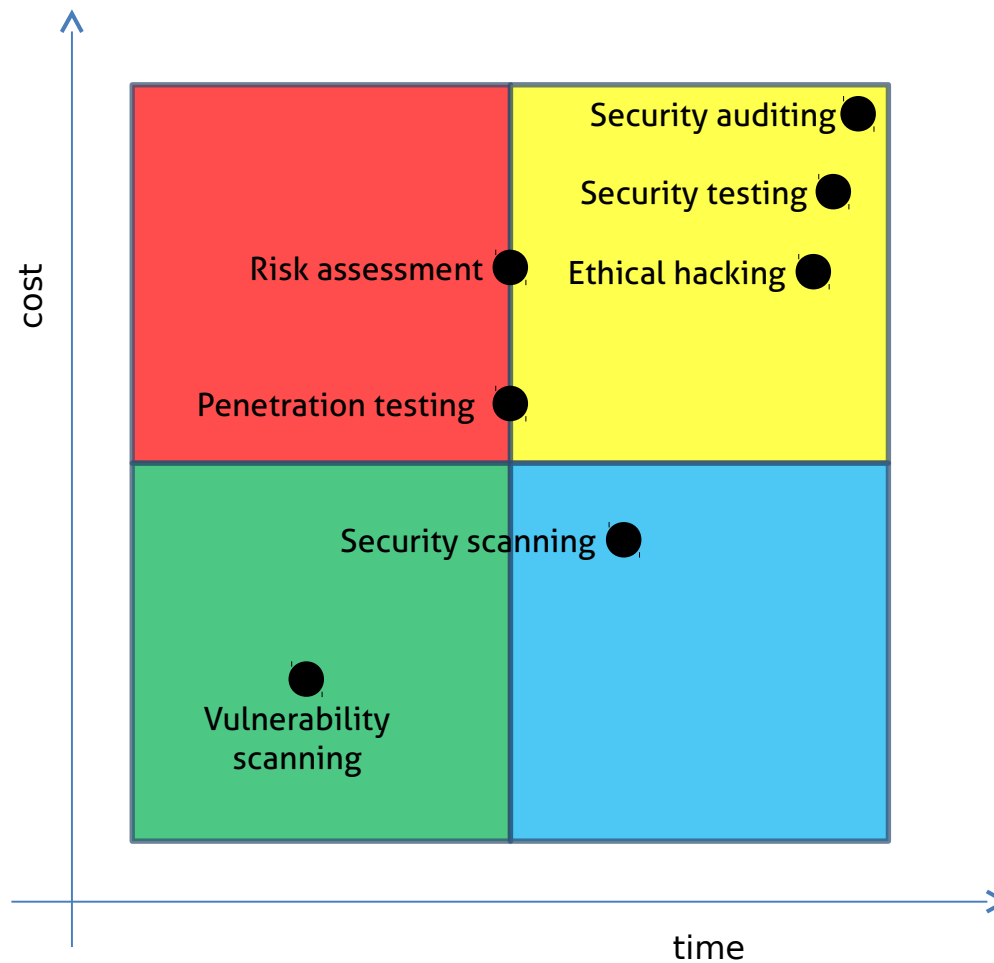 Security auditing
Security testing
Risk assessment
Ethical hacking
cost
Penetration testing
Security scanning
Vulnerability
scanning
time